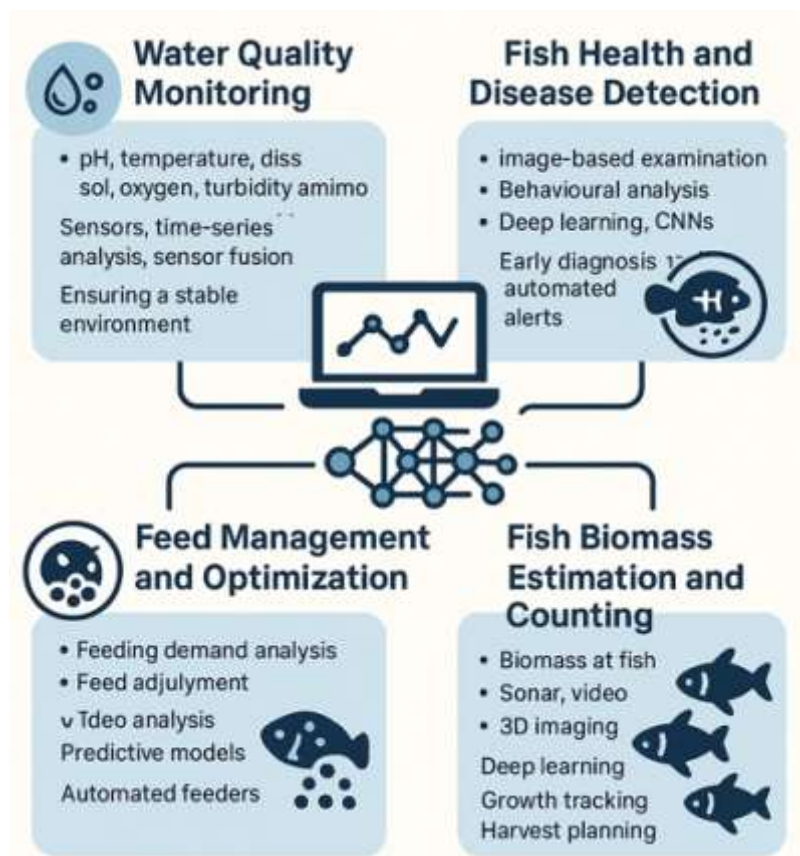 Water Quality
Monitoring
• pH, temperature, diss
sol, oxygen, turbidity amimo
Sensors, time-series
analysis, sensor fusion
Ensuring a stable
environment
Fish Health and
Disease Detection
• image-based examination
• Behavioural analysis
• Deep learning, CNNs
Early diagnosis
automated
alerts
Feed Management
and Optimization
• Feeding demand analysis
• Feed adjulyment
v Tdeo analysis
Predictive models
Automated feeders
Fish Biomass
Estimation and
Counting
• Biomass at fish
• Sonar, video
• 3D imaging
Deep learning
Growth tracking
Harvest planning